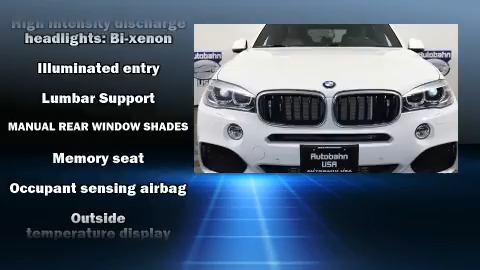 High intensity discharge
headlights: Bi-xenon
Illuminated entry
Lumbar Support
MANUAL REAR WINDOW SHADES
Memory seat
Occupant sensing airbag
Outside
temperature display
Autobahn
Autobahn
USA